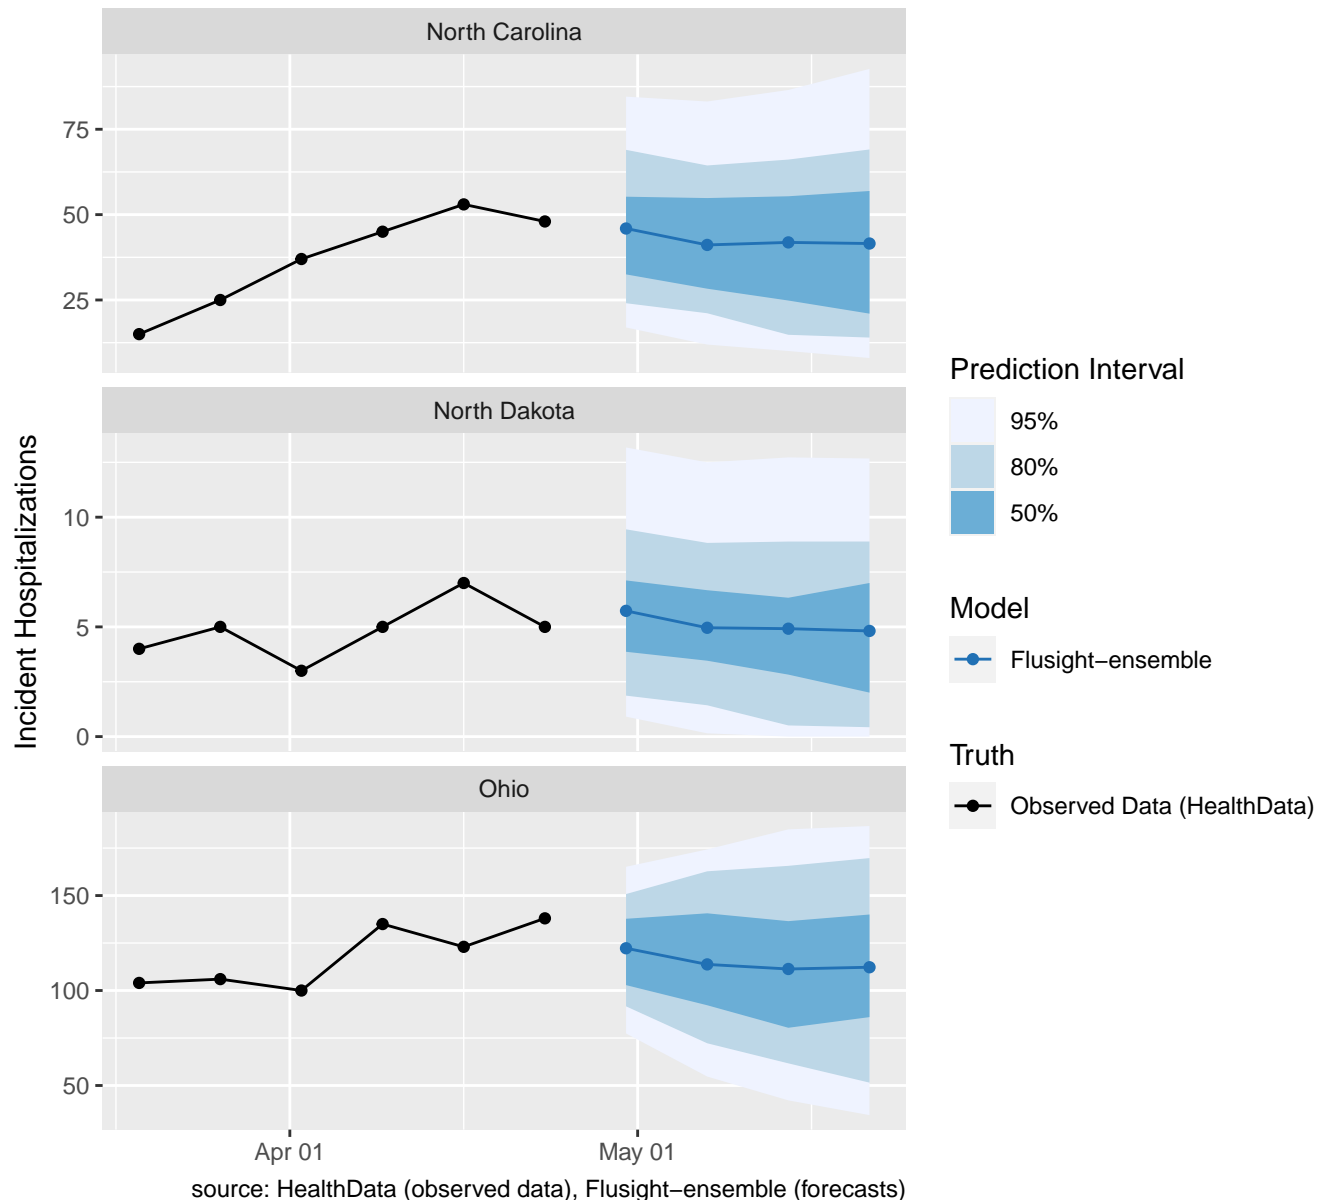 North Carolina
75
50
25
North Dakota
10
5
0
Ohio
150
100
50
Apr 01
May 01
Incident Hospitalizations
source: HealthData (observed data), Flusight−ensemble (forecasts)
Prediction Interval
95%
80%
50%
Model
Flusight−ensemble
Truth
Observed Data (HealthData)